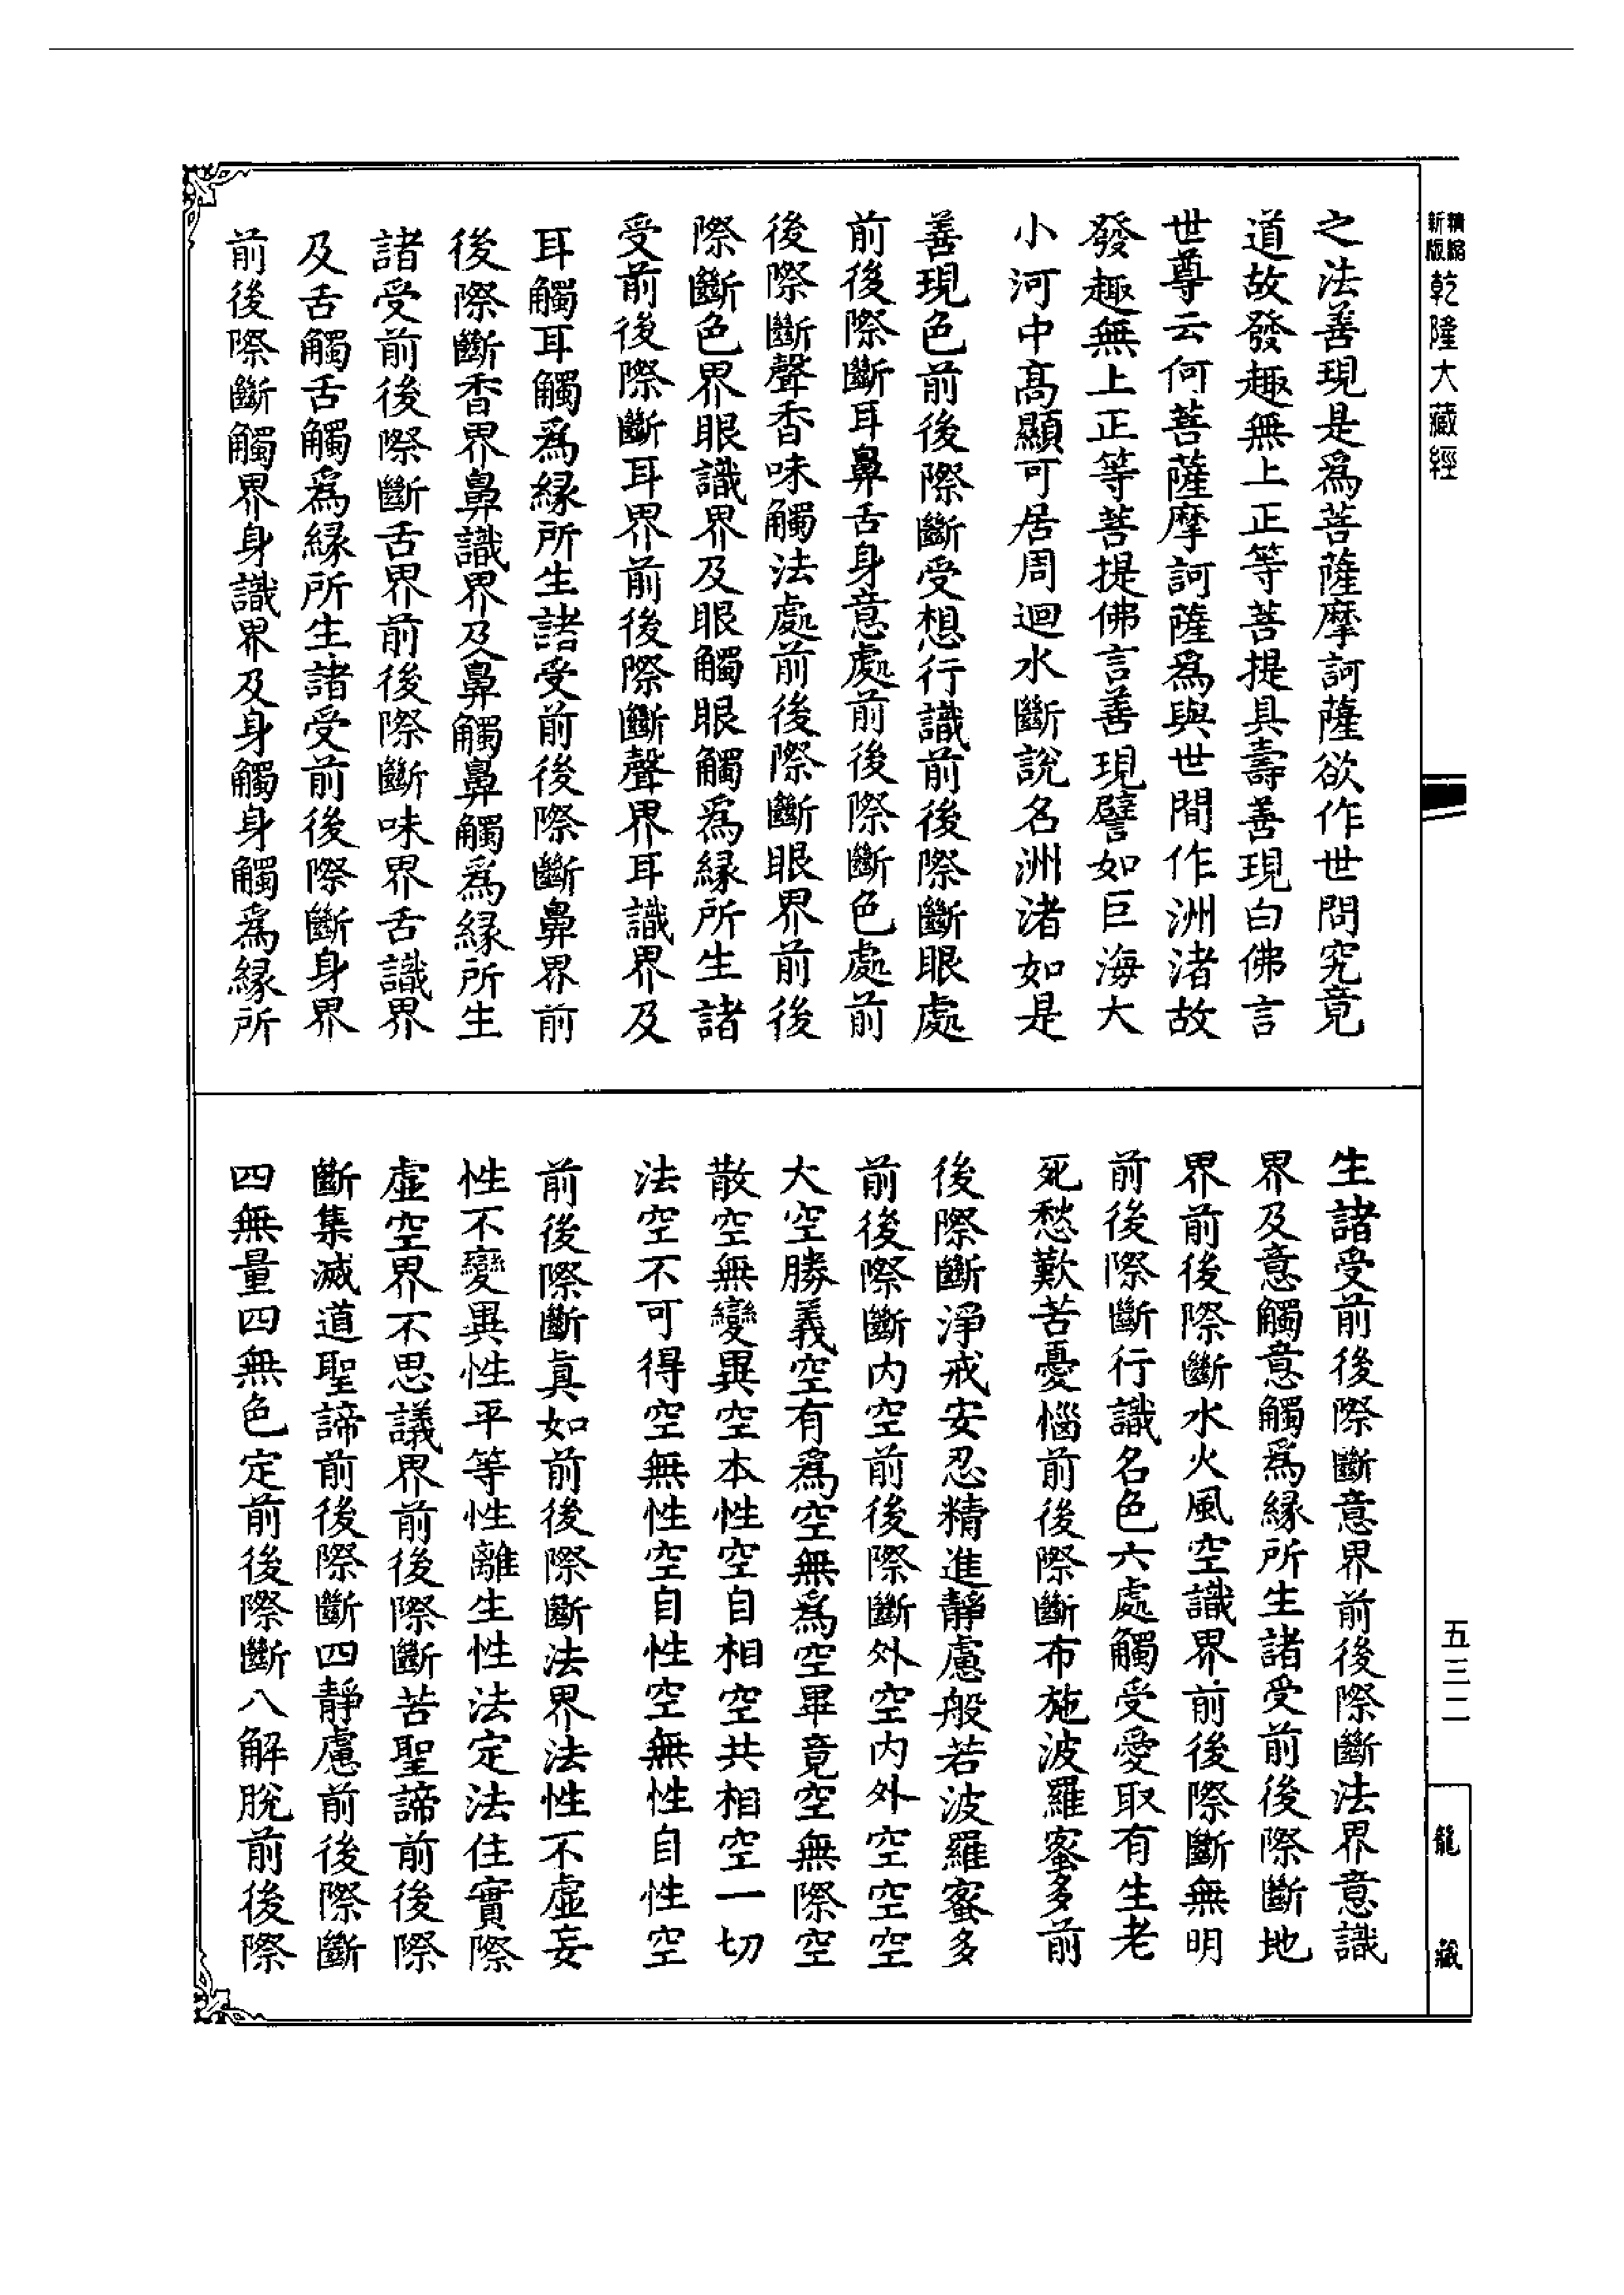 精縮新版乾隆大藏經
之法善現是爲菩薩摩訶薩欲作世間究竟
道故發趣無上正等菩提具壽善現白佛言
世尊云何菩薩摩訶薩爲與世間作洲渚故
發趣無上正等菩提佛言善現譬如巨海大
小河中高顯可居周迴水斷說名洲渚如是
善現色前後際斷受想行識前後際斷眼處
前後際斷耳鼻舌身意處前後際斷色處前
後際斷聲香味觸法處前後際斷眼界前後
際斷色界眼識界及眼觸眼觸爲緣所生諸
受前後際斷耳界前後際斷聲界耳識界及
耳觸耳觸爲緣所生諸受前後際斷鼻界前
後際斷香界鼻識界及鼻觸鼻觸爲緣所生
諸受前後際斷舌界前後際斷味界舌識界
及舌觸舌觸爲緣所生諸受前後際斷身界
前後際斷觸界身識界及身觸身觸爲緣所
生諸受前後際斷意界前後際斷法界意識
界及意觸意觸爲緣所生諸受前後際斷地
界前後際斷水火風空識界前後際斷無明
前後際斷行識名色六處觸受愛取有生老
死愁歎苦憂惱前後際斷布施波羅蜜多前
後際斷淨戒安忍精進靜慮般若波羅蜜多
前後際斷內空前後際斷外空內外空空空
大空勝義空有爲空無爲空畢竟空無際空
散空無變異空本性空自相空共相空一切
法空不可得空無性空自性空無性自性空
前後際斷真如前後際斷法界法性不虛妄
性不變異性平等性離生性法定法住實際
虛空界不思議界前後際斷苦聖諦前後際
斷集滅道聖諦前後際斷四靜慮前後際斷
四無量四無色定前後際斷八解脫前後際
五三二
龍藏